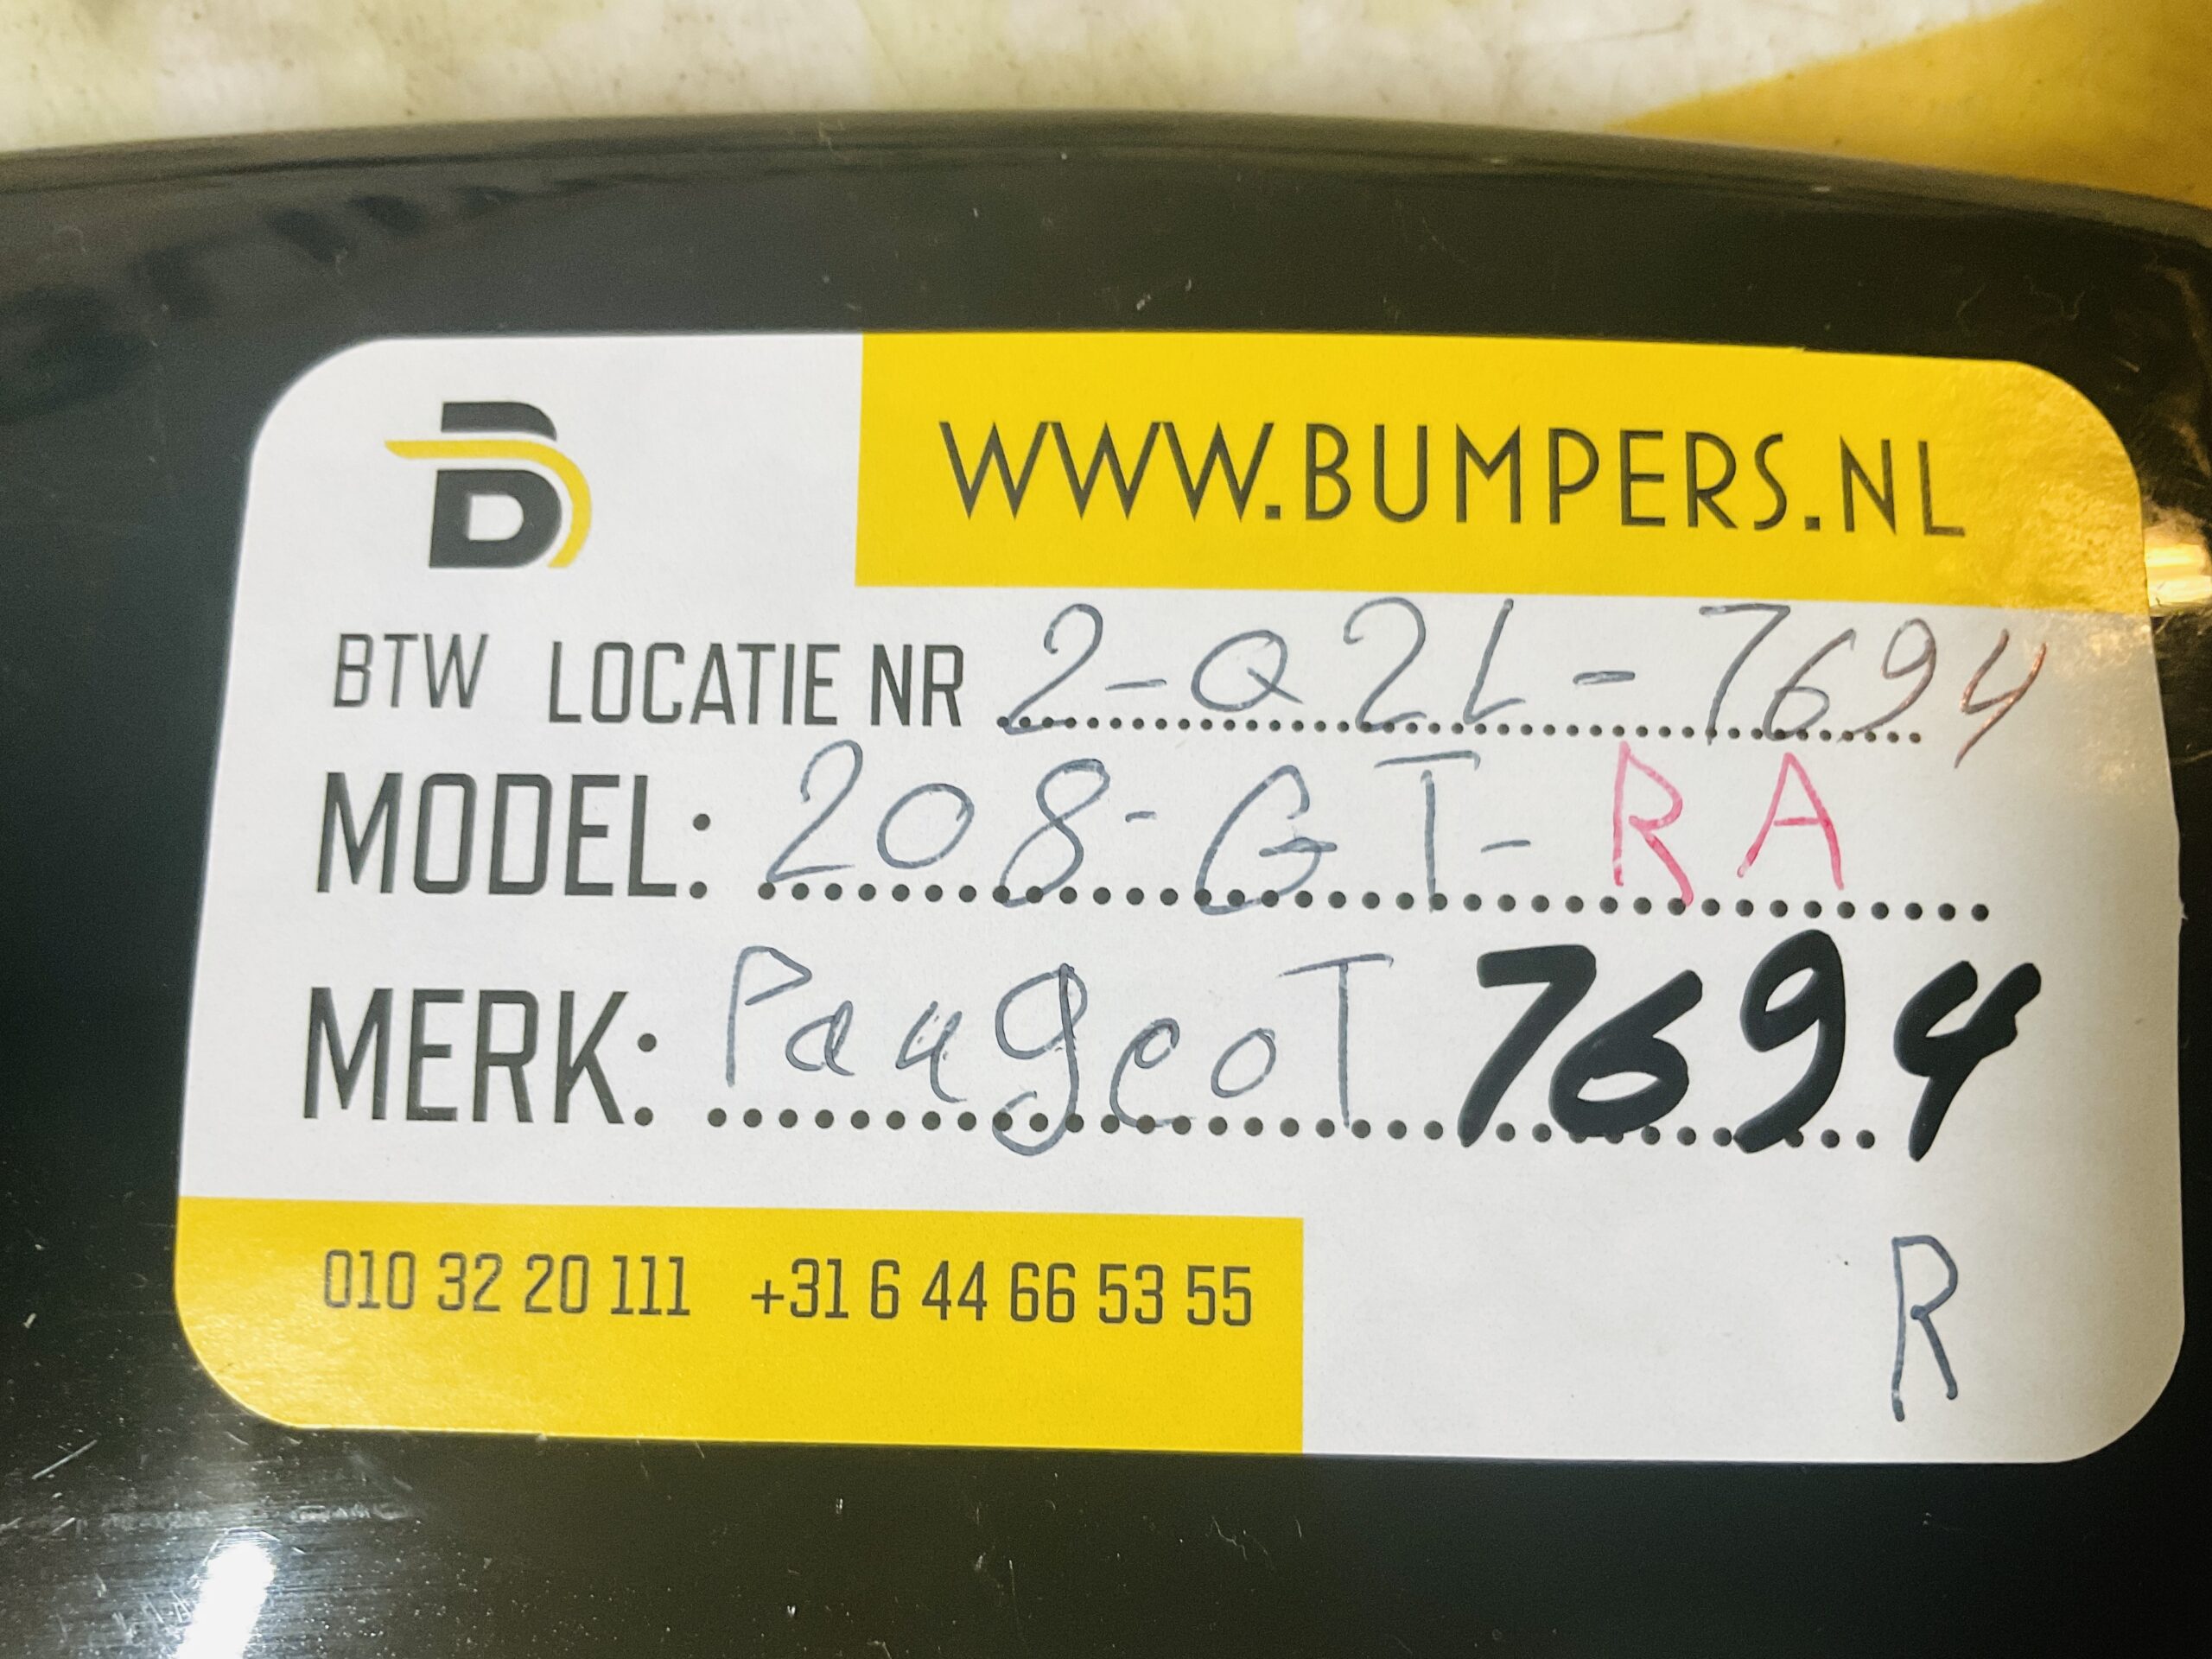 B
WWW.BUMPERS.NL
BTW LOCATIE NR 2-Q2L-7694
MODEL: 208-GT-RA
MERK: PaugeoT 7694
010 32 20 111 +31 6 44 66 53 55
R